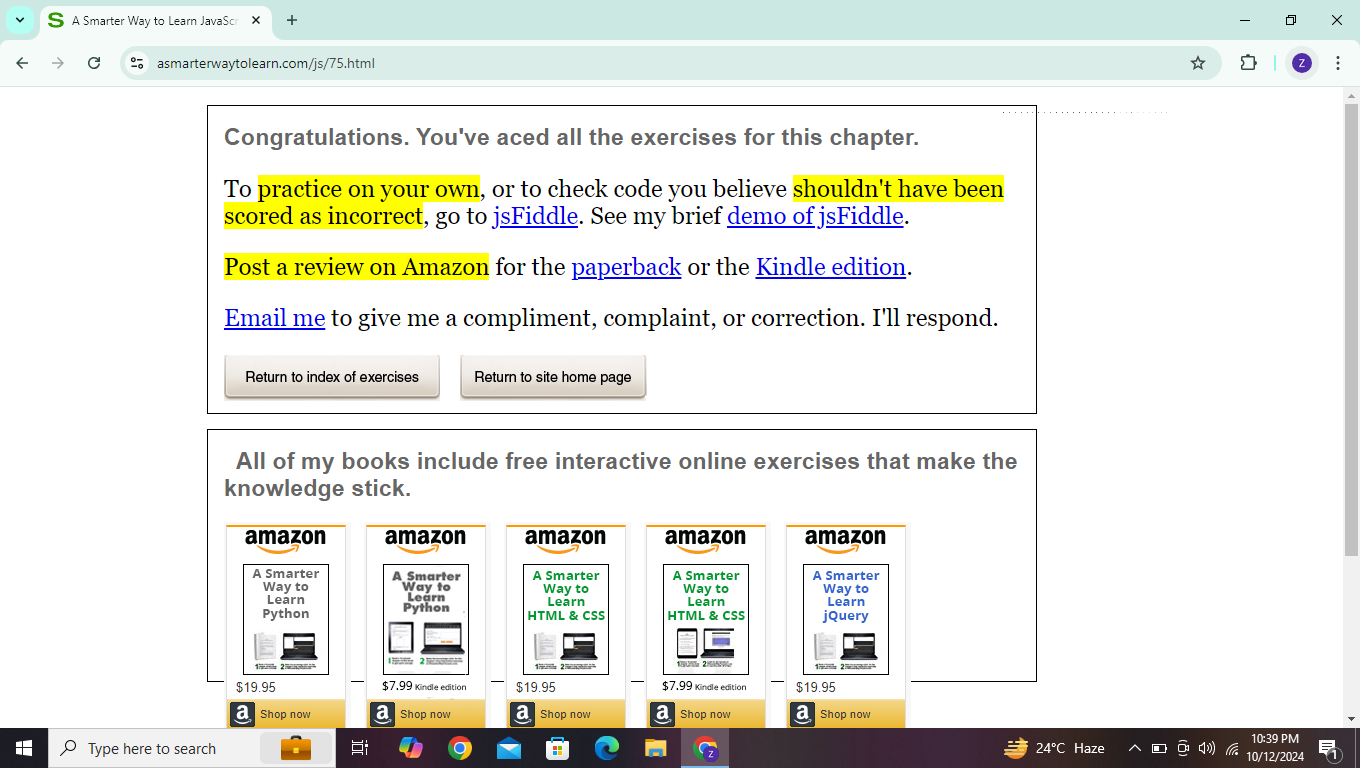 A Smarter Way to Learn JavaScr
asmarterwaytolearn.com/js/75.html
Z
Congratulations. You've aced all the exercises for this chapter.
To practice on your own, or to check code you believe shouldn't have been
scored as incorrect, go to jsFiddle. See my brief demo of jsFiddle.
Post a review on Amazon for the paperback or the Kindle edition.
Email me to give me a compliment, complaint, or correction. I'll respond.
Return to index of exercises Return to site home page
All of my books include free interactive online exercises that make the
knowledge stick.
amazon amazon amazon amazon amazon
A Smarter A Smarter A Smarter A Smarter A Smarter
Way to Way to Way to Way to Way to
Learn Learn Learn Learn Learn
Python Python HTML & CSS HTML & CSS jQuery
$19.95 $7.99 Kindle edition $19.95 $7.99 Kindle edition $19.95
Shop now Shop now Shop now Shop now Shop now
Type here to search 24°C Haze 10:39 PM
10/12/2024
1